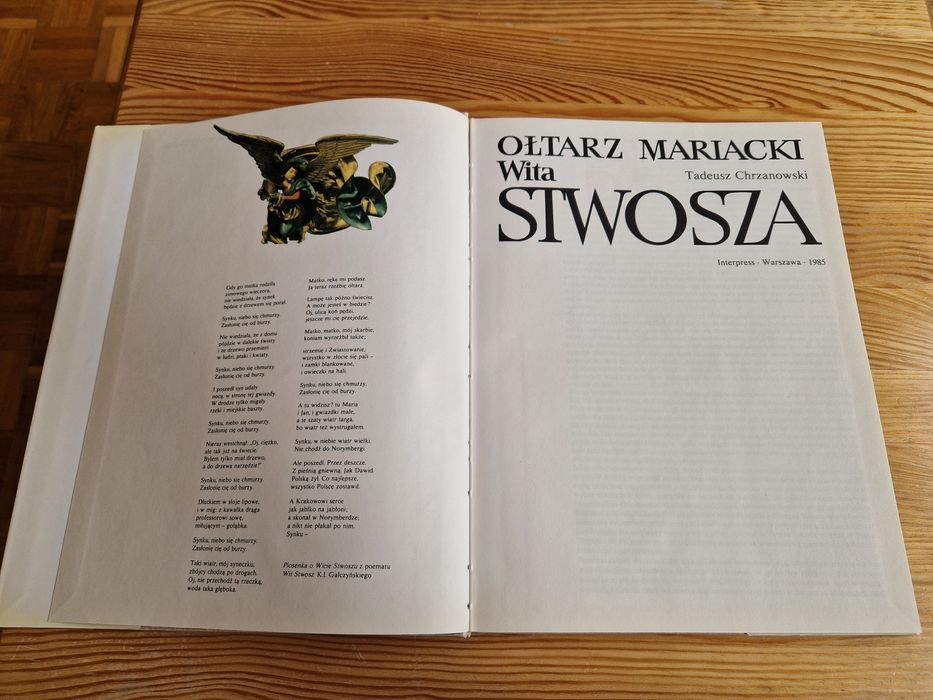 Gdy go matka rodziła
zimowego wieczora,
nie wiedziała, że synek
będzie z drzewem się porał.
Synku, niebo się chmurzy.
Zasłonię cię od burzy.
Nie wiedziała, że z domu
pójdzie w dalekie światy
i że drzewo przemieni
w ludzi, ptaki i kwiaty.
Synku, niebo się chmurzy.
Zasłonię cię od burzy.
I poszedł syn udały
nocą, w stronę tej gwiazdy.
W drodze tylko migały
rzeki i miejskie baszty.
Synku, niebo się chmurzy.
Zasłonię cię od burzy.
Nieraz westchnął: „Oj, ciężko,
ale tak już na świecie.
Bylem tylko miał drzewo,
a do drzewa narzędzie!"
Synku, niebo się chmurzy.
Zasłonię cię od burzy.
Dłutkiem w słoje lipowe,
i w mig: z kawałka drąga
professorowi sowę,
miłującym – gołąbka.
Synku, niebo się chmurzy.
Zasłonię cię od burzy.
Taki wiatr, mój syneczku,
zbójcy chodzą po drogach.
Oj, nie przechodź tą rzeczką,
woda taka głęboka.
Matko, rękę mi podasz.
Ja teraz rzeźbię ołtarz.
Lampę tak późno świecisz.
A może jesteś w biedzie?
Oj, ulicą koń pędzi,
jeszcze mi cię przejedzie.
Matko, matko, mój skarbie,
koniam wyrzeźbił także;
strzemię i Zwiastowanie,
wszystko w złocie się pali –
i zamki blankowane,
i owieczki na hali.
Synku, niebo się chmurzy.
Zasłonię cię od burzy.
A tu widzisz? tu Maria
i Jan, i gwiazdki małe,
a te szaty wiatr targa,
bo wiatr też wystrugałem.
Synku, w niebie wiatr wielki.
Nie chodź do Norymbergi.
Ale poszedł. Przez deszcze.
Z pieśnią gniewną. Jak Dawid.
Polską żył. Co najlepsze,
wszystko Polsce zostawił.
A Krakowowi serce
jak jabłko na jabłoni;
a skonał w Norymberdze;
a nikt nie płakał po nim.
Synku –
Piosenka o Wicie Stwoszu z poematu
Wit Stwosz K.I. Gałczyńskiego
OŁTARZ MARIACKI
Wita
Tadeusz Chrzanowski
STWOSZA
Interpress · Warszawa · 1985